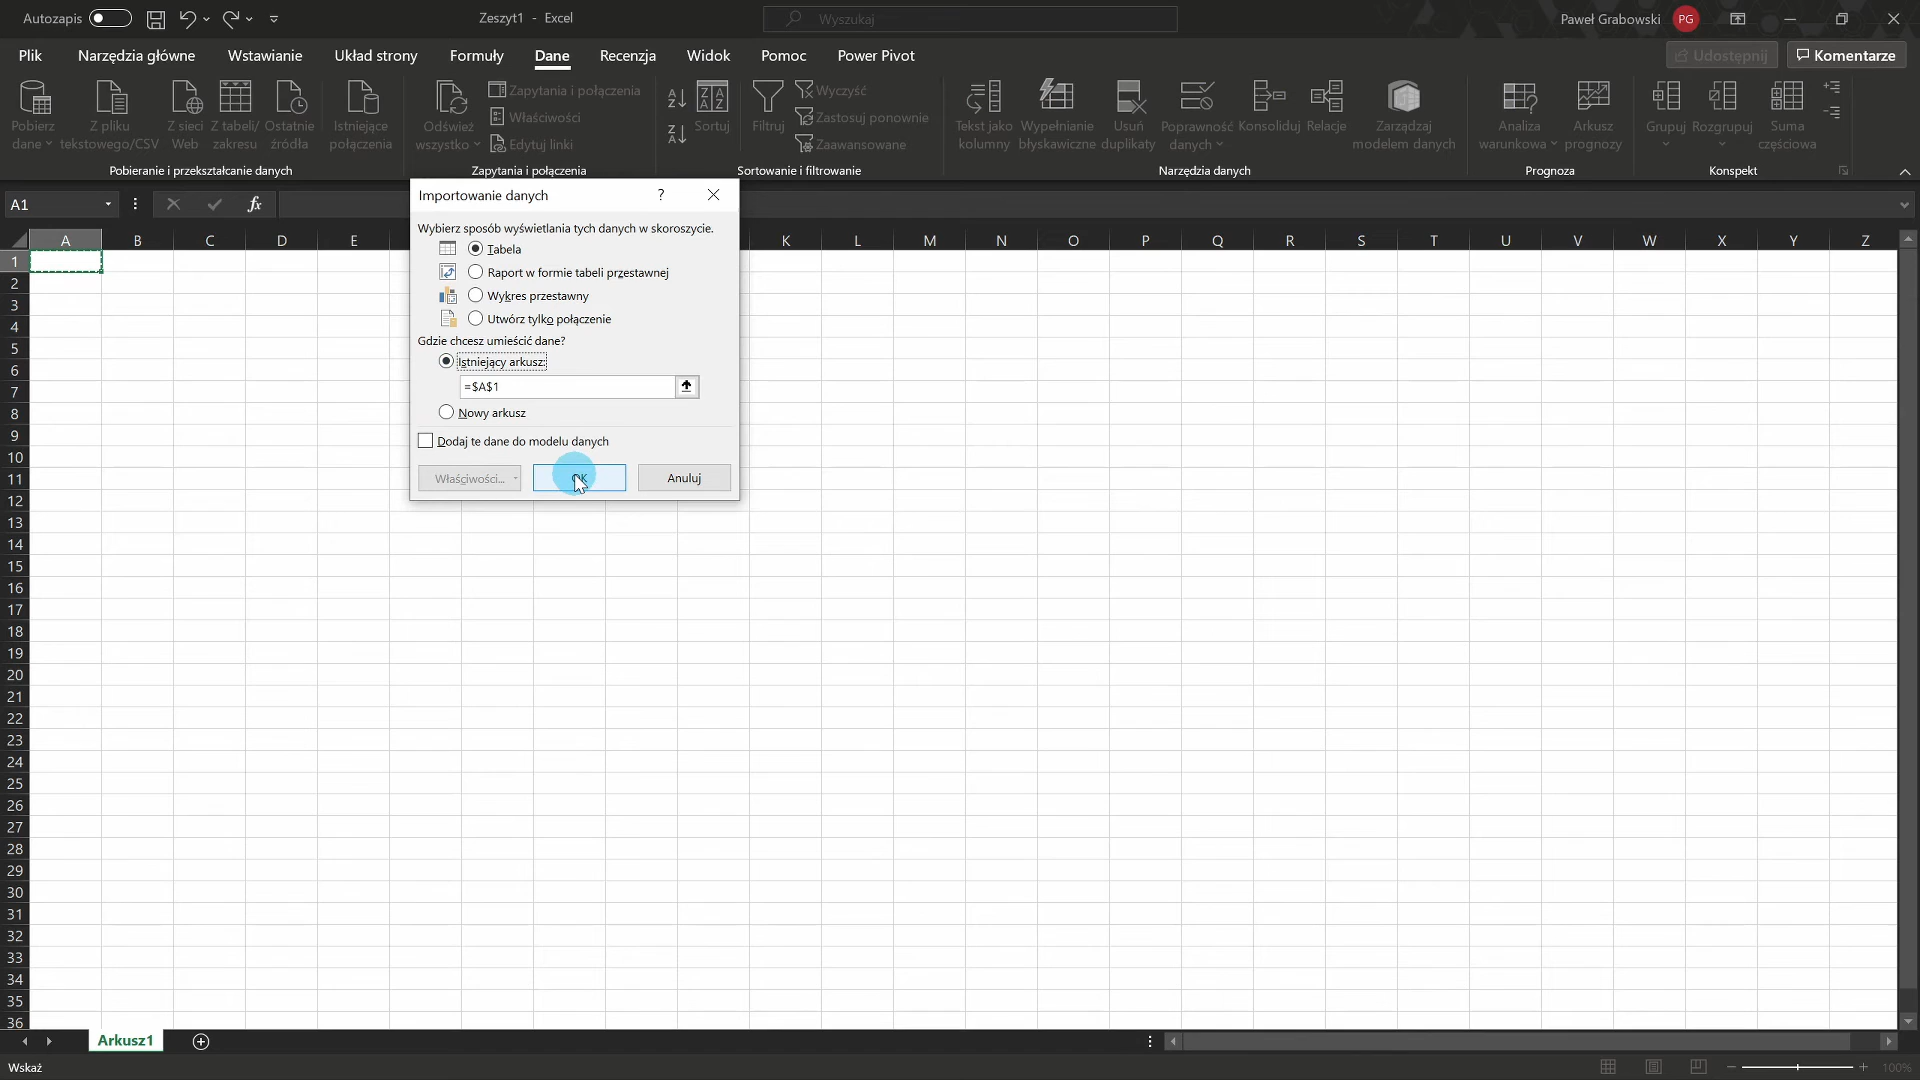 Autozapis
Zeszyt1 - Excel
Wyszukaj
Paweł Grabowski PG
Plik Narzędzia główne Wstawianie Układ strony Formuły Dane Recenzja Widok Pomoc Power Pivot Udostępnij Komentarze
Pobierz dane
Z pliku tekstowego/CSV
Z sieci Web
Z tabeli/ zakresu
Ostatnie źródła
Istniejące połączenia
Pobieranie i przekształcanie danych
Odśwież wszystko
Zapytania i połączenia
Właściwości
Edytuj linki
Zapytania i połączenia
Sortuj
Filtruj
Wyczyść
Zastosuj ponownie
Zaawansowane
Sortowanie i filtrowanie
Tekst jako kolumny
Wypełnianie błyskawiczne
Usuń duplikaty
Poprawność danych
Konsoliduj
Relacje
Zarządzaj modelem danych
Narzędzia danych
Analiza warunkowa
Arkusz prognozy
Prognoza
Grupuj
Rozgrupuj
Suma częściowa
Konspekt
A1 fx
Importowanie danych ?
Wybierz sposób wyświetlania tych danych w skoroszycie.
Tabela
Raport w formie tabeli przestawnej
Wykres przestawny
Utwórz tylko połączenie
Gdzie chcesz umieścić dane?
Istniejący arkusz:
=$A$1
Nowy arkusz
Dodaj te dane do modelu danych
Właściwości... OK Anuluj
A B C D E K L M N O P Q R S T U V W X Y Z
1
2
3
4
5
6
7
8
9
10
11
12
13
14
15
16
17
18
19
20
21
22
23
24
25
26
27
28
29
30
31
32
33
34
35
36
Arkusz1
Wskaż
100%